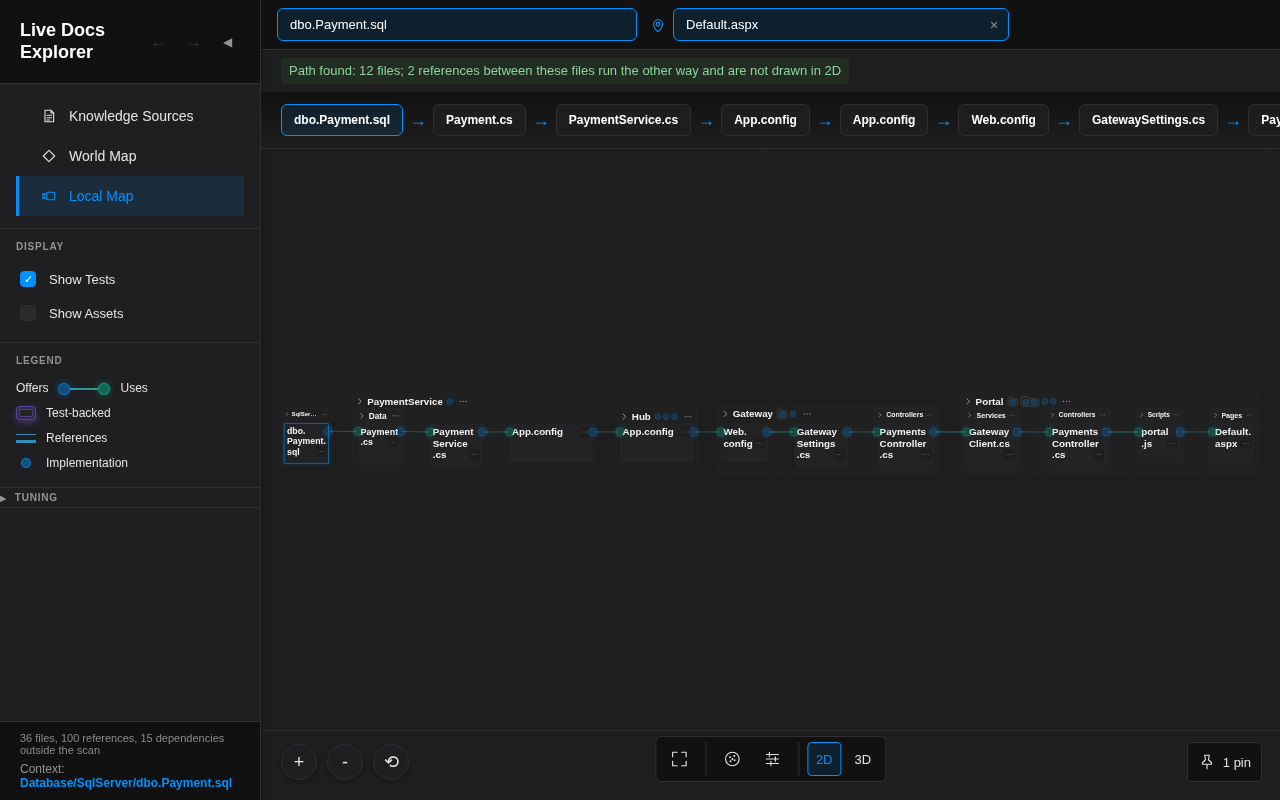 Live Docs
Explorer
Knowledge Sources
World Map
Local Map
DISPLAY
Show Tests
Show Assets
LEGEND
Offers Uses
Test-backed
References
Implementation
TUNING
36 files, 100 references, 15 dependencies
outside the scan
Context:
Database/SqlServer/dbo.Payment.sql
dbo.Payment.sql
Default.aspx
Path found: 12 files; 2 references between these files run the other way and are not drawn in 2D
dbo.Payment.sql → Payment.cs → PaymentService.cs → App.config → App.config → Web.config → GatewaySettings.cs → Pay
SqlSer...
dbo.
Payment.
sql
PaymentService
Data
Payment
.cs
Payment
Service
.cs
App.config
Hub
App.config
Gateway
Web.
config
Gateway
Settings
.cs
Controllers
Payments
Controller
.cs
Portal
Services
Gateway
Client.cs
Controllers
Payments
Controller
.cs
Scripts
portal
.js
Pages
Default.
aspx
2D
3D
1 pin